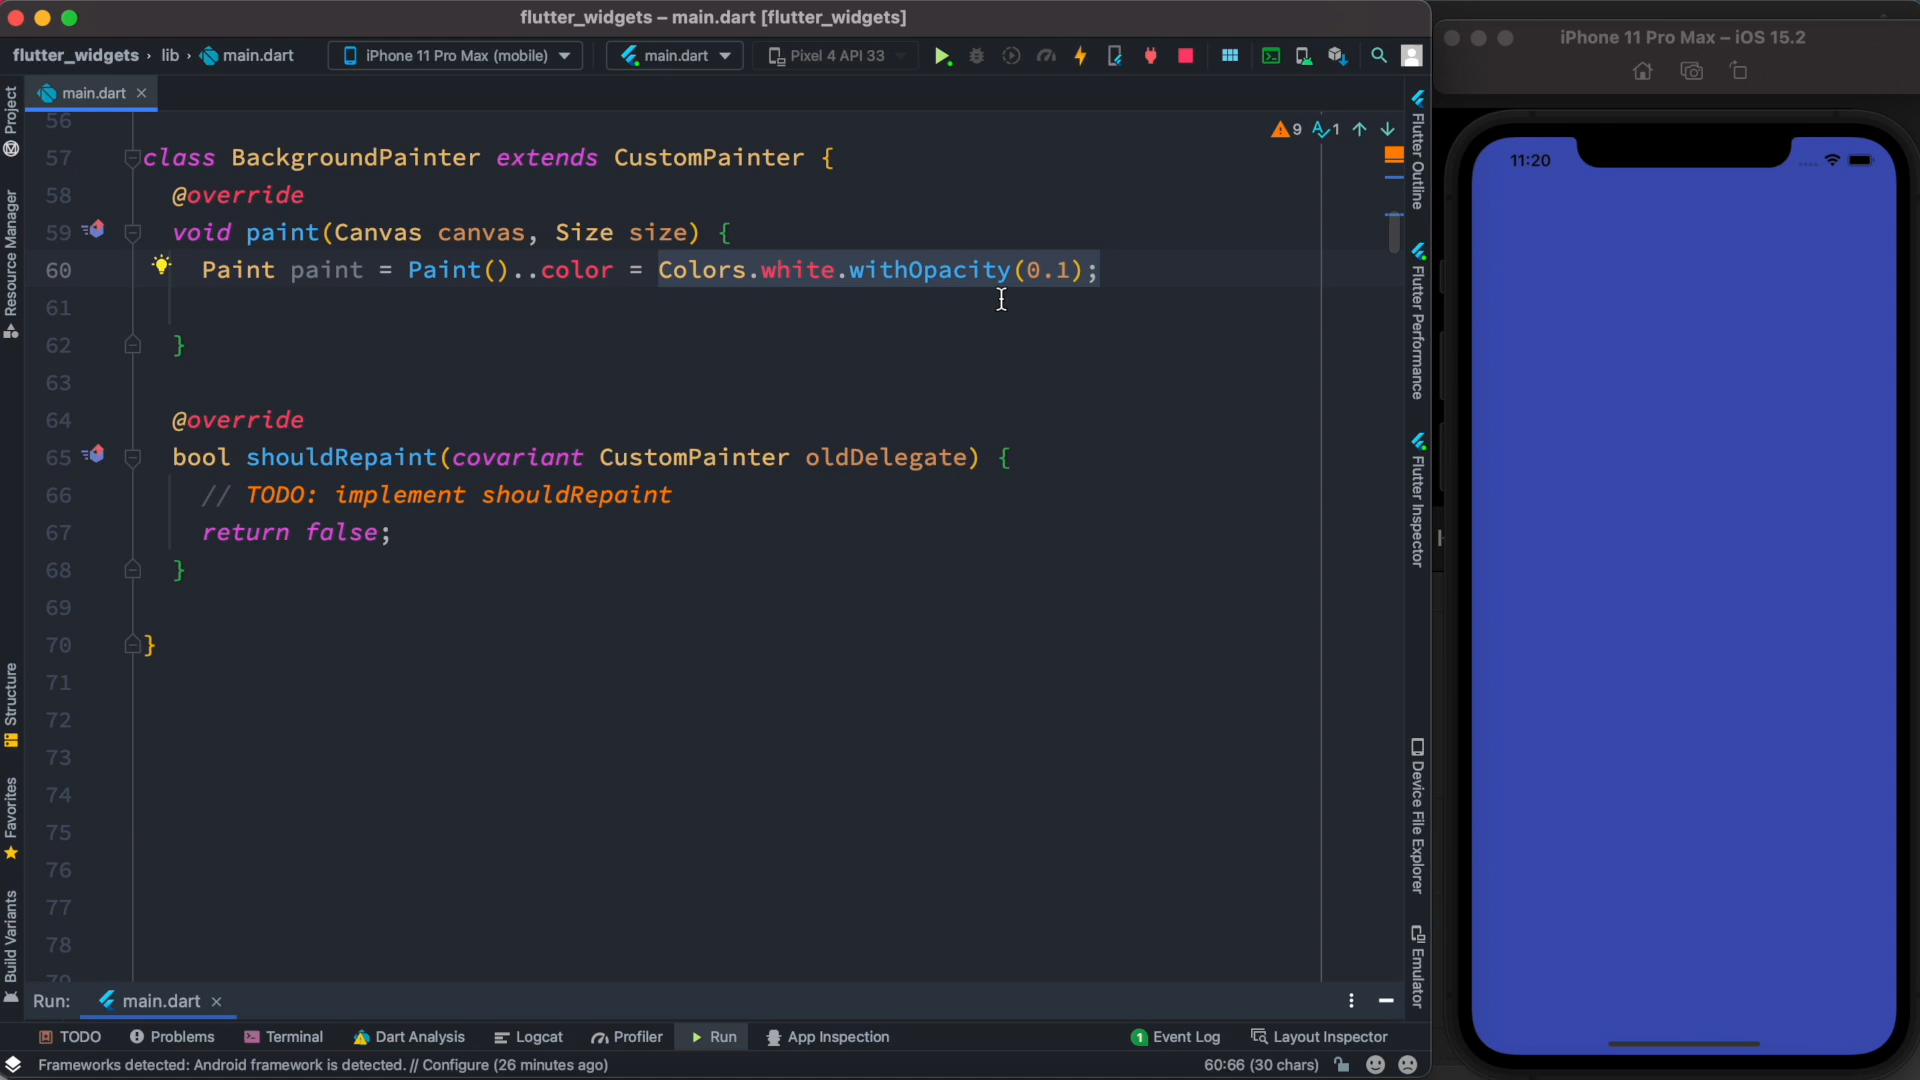 flutter_widgets – main.dart [flutter_widgets]
iPhone 11 Pro Max – iOS 15.2
flutter_widgets › lib › main.dart
iPhone 11 Pro Max (mobile)
main.dart
Pixel 4 API 33
main.dart
9
1
56
57 class BackgroundPainter extends CustomPainter {
58 @override
59 void paint(Canvas canvas, Size size) {
60 Paint paint = Paint()..color = Colors.white.withOpacity(0.1);
61
62 }
63
64 @override
65 bool shouldRepaint(covariant CustomPainter oldDelegate) {
66 // TODO: implement shouldRepaint
67 return false;
68 }
69
70 }
71
72
73
74
75
76
77
78
79
Project
Resource Manager
Structure
Favorites
Build Variants
Flutter Outline
Flutter Performance
Flutter Inspector
Device File Explorer
Emulator
11:20
Run: main.dart
TODO
Problems
Terminal
Dart Analysis
Logcat
Profiler
Run
App Inspection
1 Event Log
Layout Inspector
Frameworks detected: Android framework is detected. // Configure (26 minutes ago)
60:66 (30 chars)